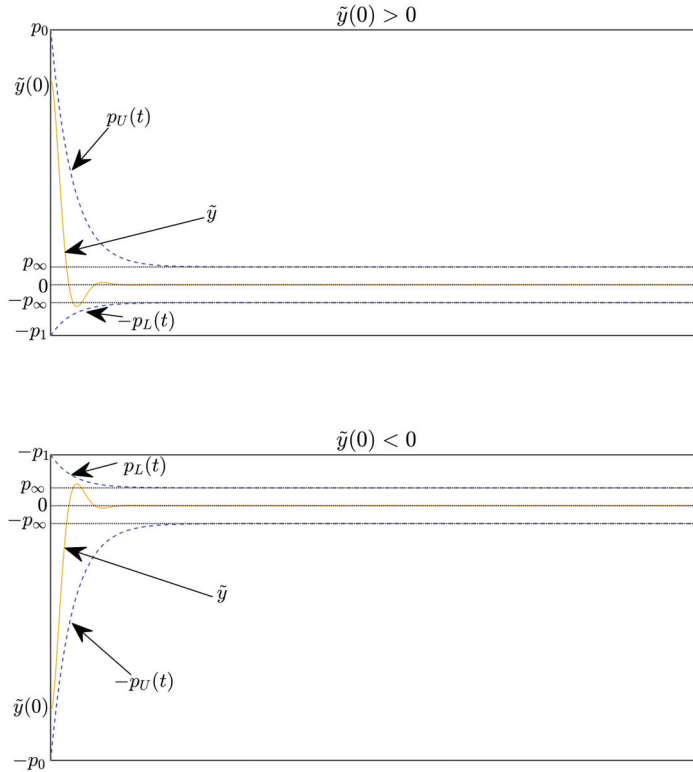 ỹ(0) > 0
p₀
ỹ(0)
p_U(t)
ỹ
p_∞
0
−p_∞
−p_L(t)
−p₁
ỹ(0) < 0
−p₁
p_L(t)
p_∞
0
−p_∞
ỹ
−p_U(t)
ỹ(0)
−p₀